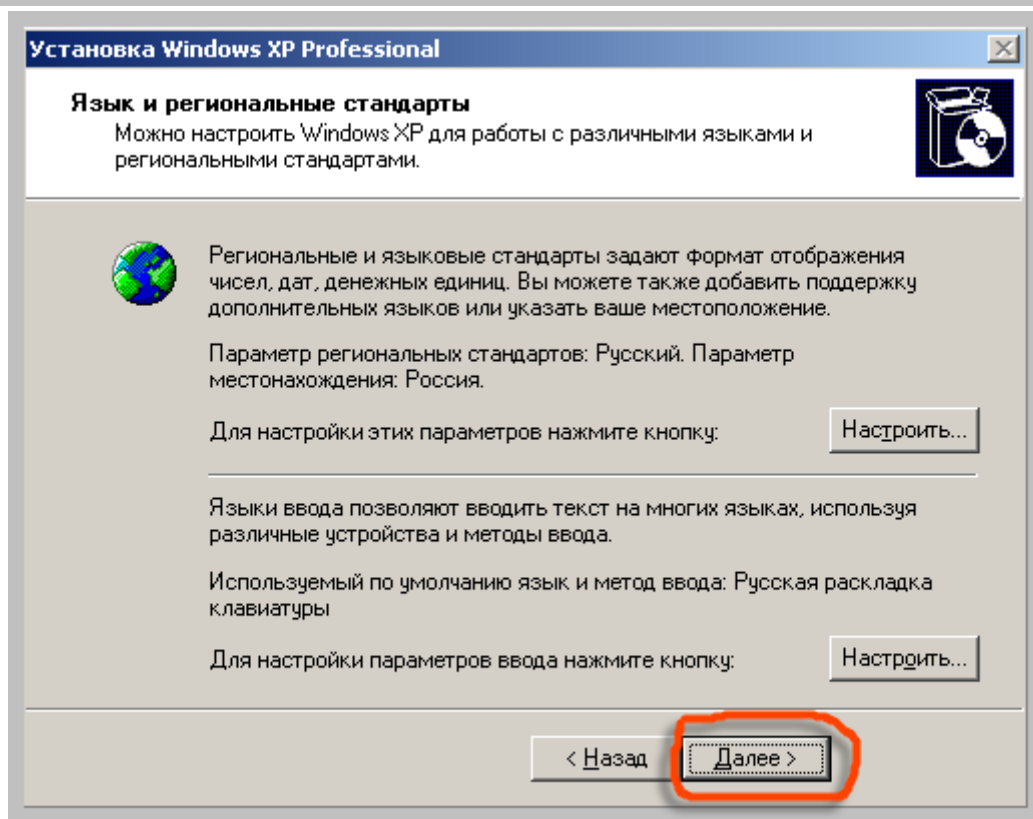 Установка Windows XP Professional
Язык и региональные стандарты
Можно настроить Windows XP для работы с различными языками и
региональными стандартами.
Региональные и языковые стандарты задают формат отображения
чисел, дат, денежных единиц. Вы можете также добавить поддержку
дополнительных языков или указать ваше местоположение.
Параметр региональных стандартов: Русский. Параметр
местонахождения: Россия.
Для настройки этих параметров нажмите кнопку:
Настроить...
Языки ввода позволяют вводить текст на многих языках, используя
различные устройства и методы ввода.
Используемый по умолчанию язык и метод ввода: Русская раскладка
клавиатуры
Для настройки параметров ввода нажмите кнопку:
Настроить...
< Назад
Далее >